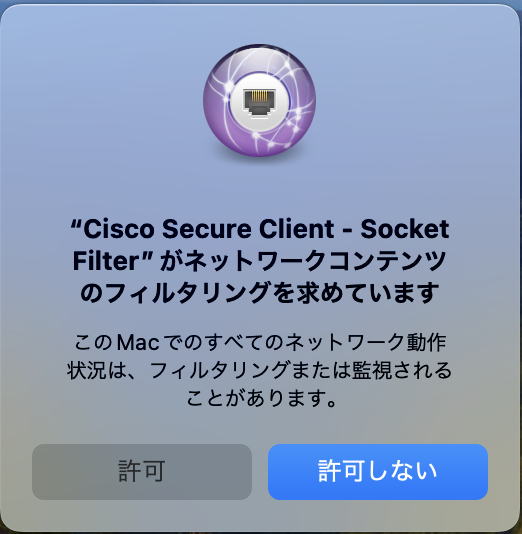 “Cisco Secure Client - Socket
Filter”がネットワークコンテンツ
のフィルタリングを求めています
このMacでのすべてのネットワーク動作
状況は、フィルタリングまたは監視される
ことがあります。
許可
許可しない